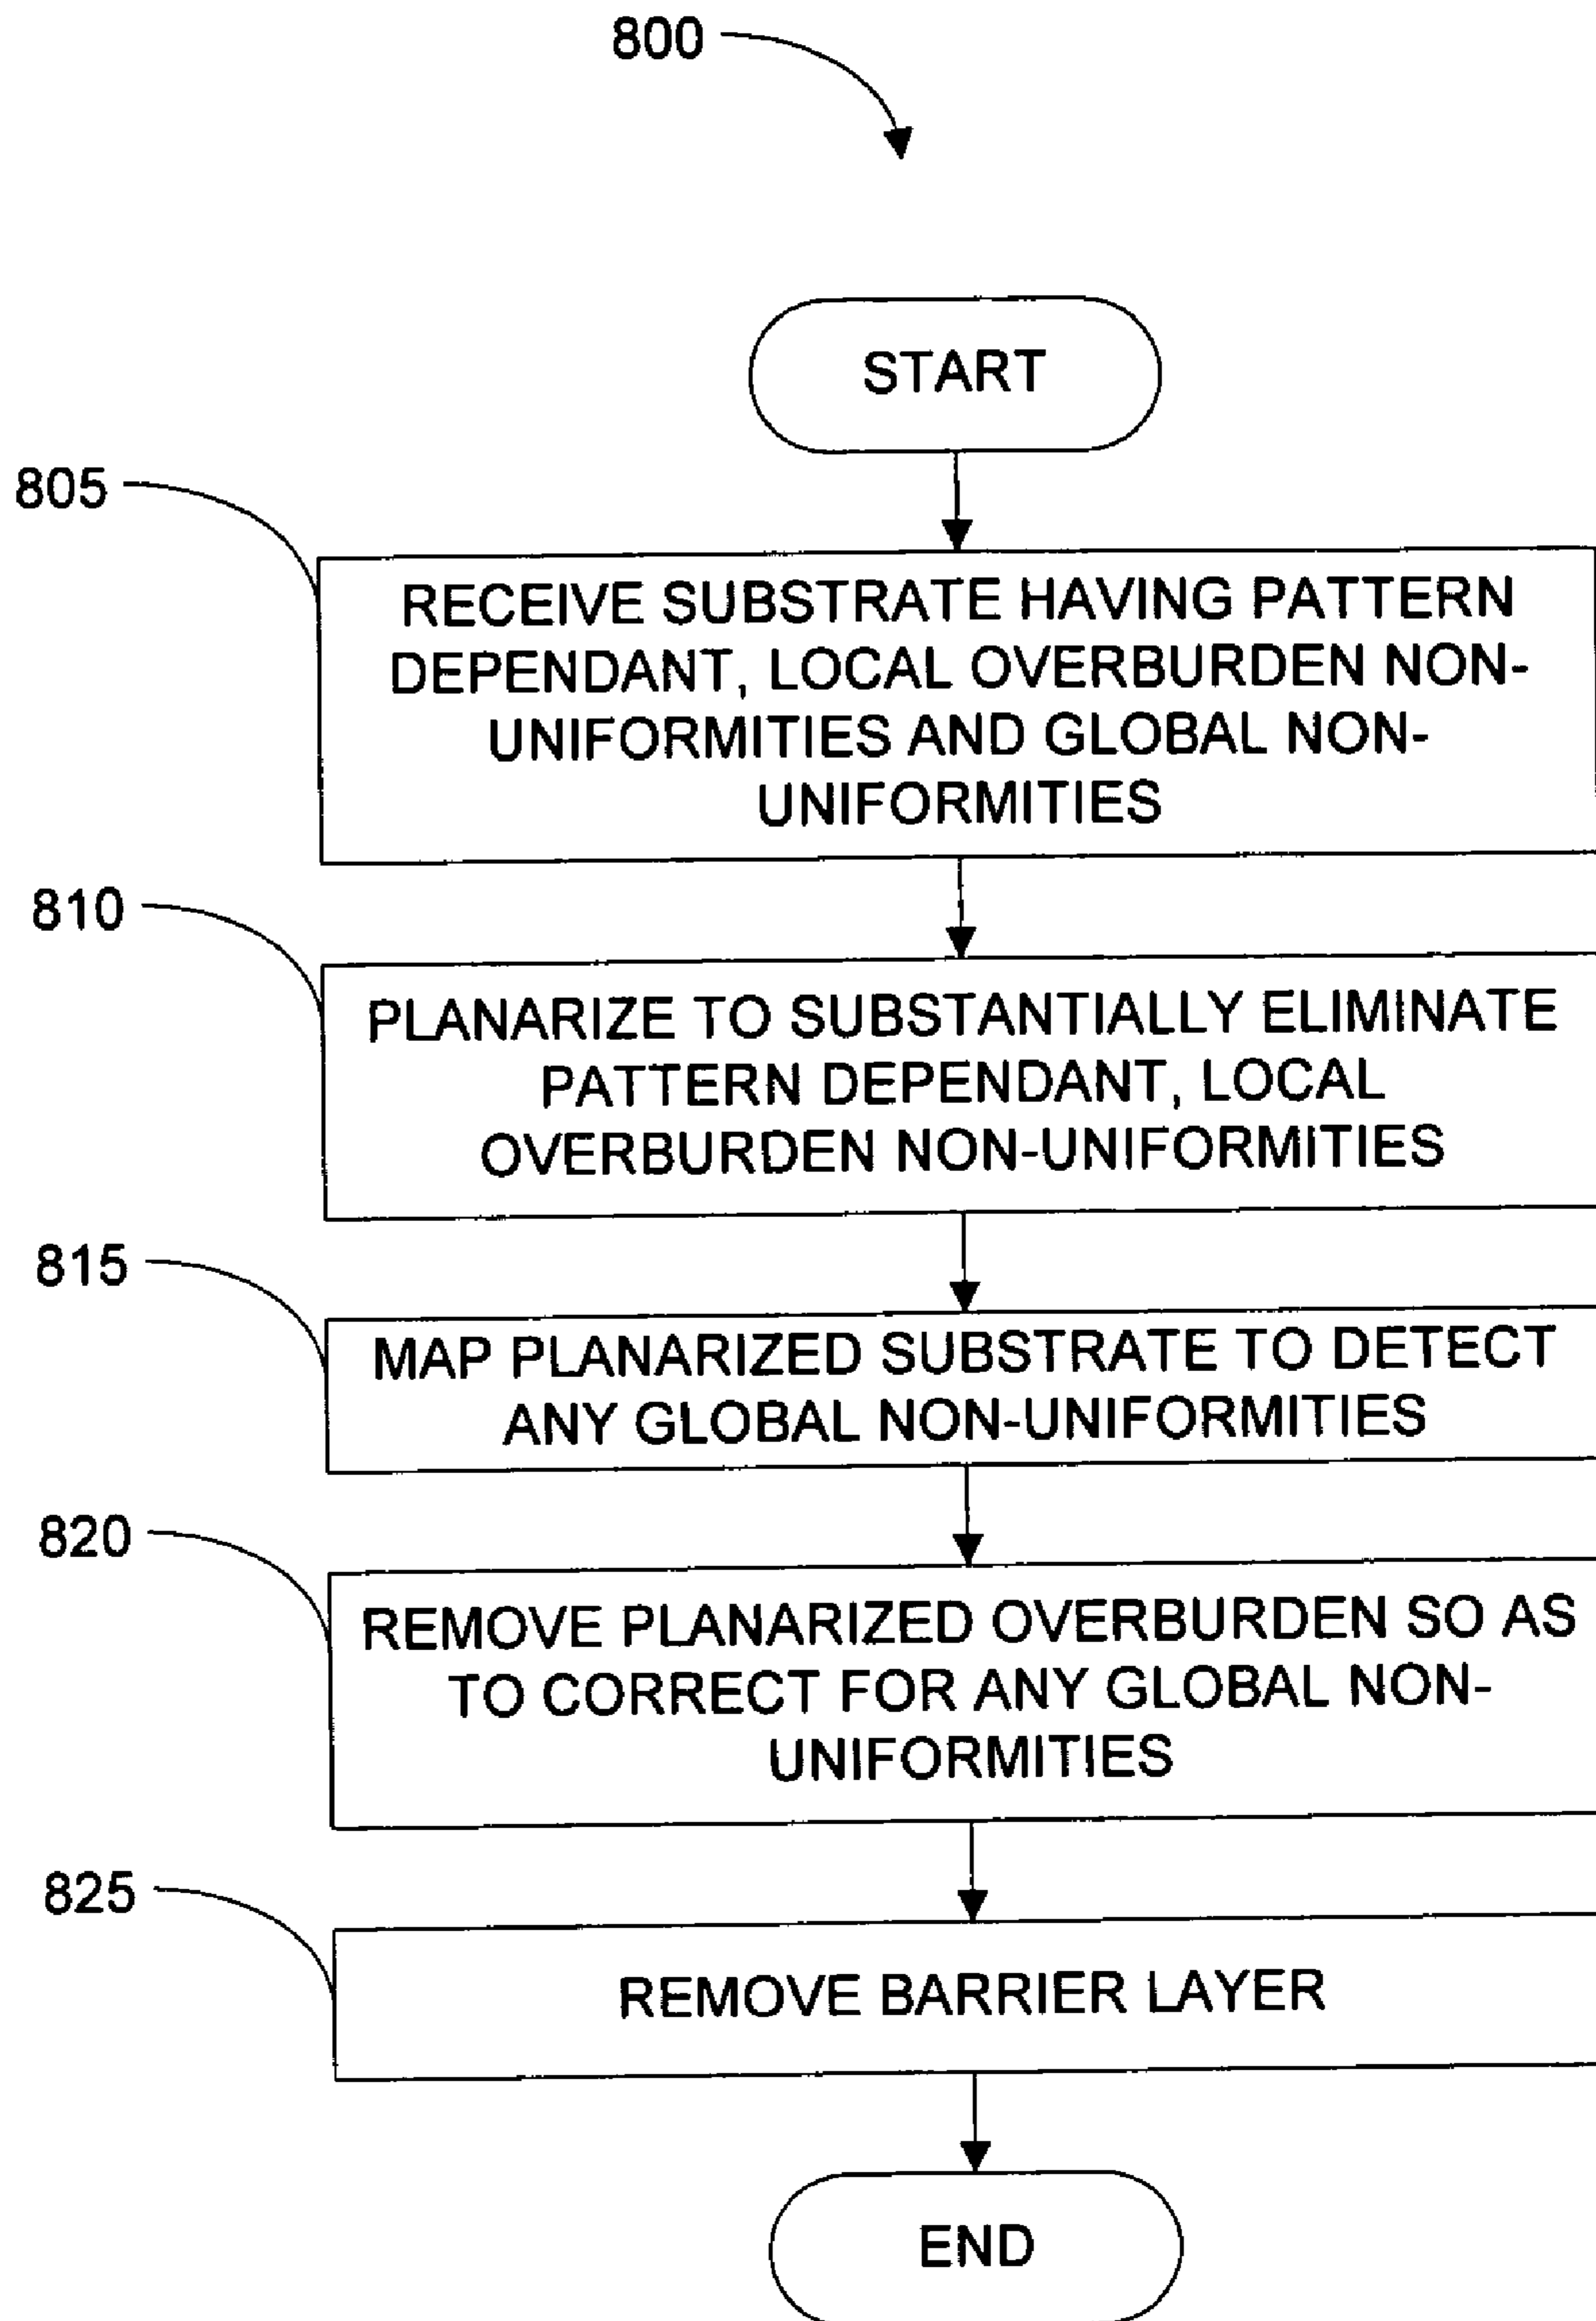 800
START
805
RECEIVE SUBSTRATE HAVING PATTERN
DEPENDANT, LOCAL OVERBURDEN NON-
UNIFORMITIES AND GLOBAL NON-
UNIFORMITIES
810
PLANARIZE TO SUBSTANTIALLY ELIMINATE
PATTERN DEPENDANT, LOCAL
OVERBURDEN NON-UNIFORMITIES
815
MAP PLANARIZED SUBSTRATE TO DETECT
ANY GLOBAL NON-UNIFORMITIES
820
REMOVE PLANARIZED OVERBURDEN SO AS
TO CORRECT FOR ANY GLOBAL NON-
UNIFORMITIES
825
REMOVE BARRIER LAYER
END